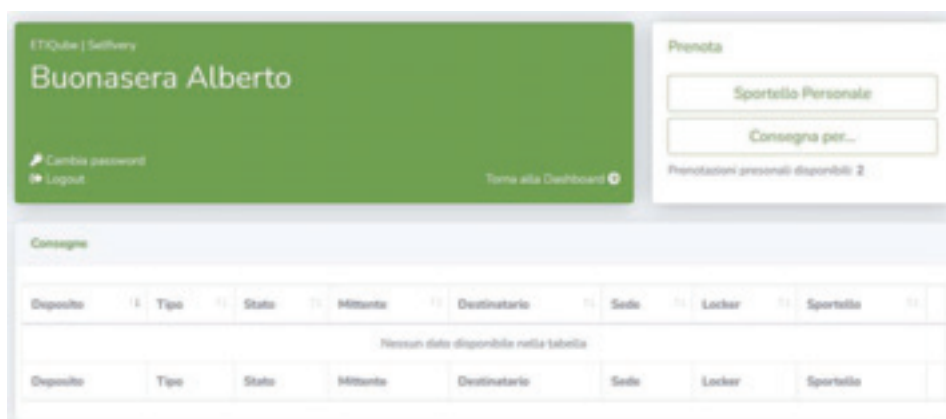 ETIQube | Selfivery
Buonasera Alberto
Cambia password
Logout
Torna alla Dashboard
Prenota
Sportello Personale
Consegna per...
Prenotazioni presonali disponibili: 2
Consegne
Deposito Tipo Stato Mittente Destinatario Sede Locker Sportello
Nessun dato disponibile nella tabella
Deposito Tipo Stato Mittente Destinatario Sede Locker Sportello